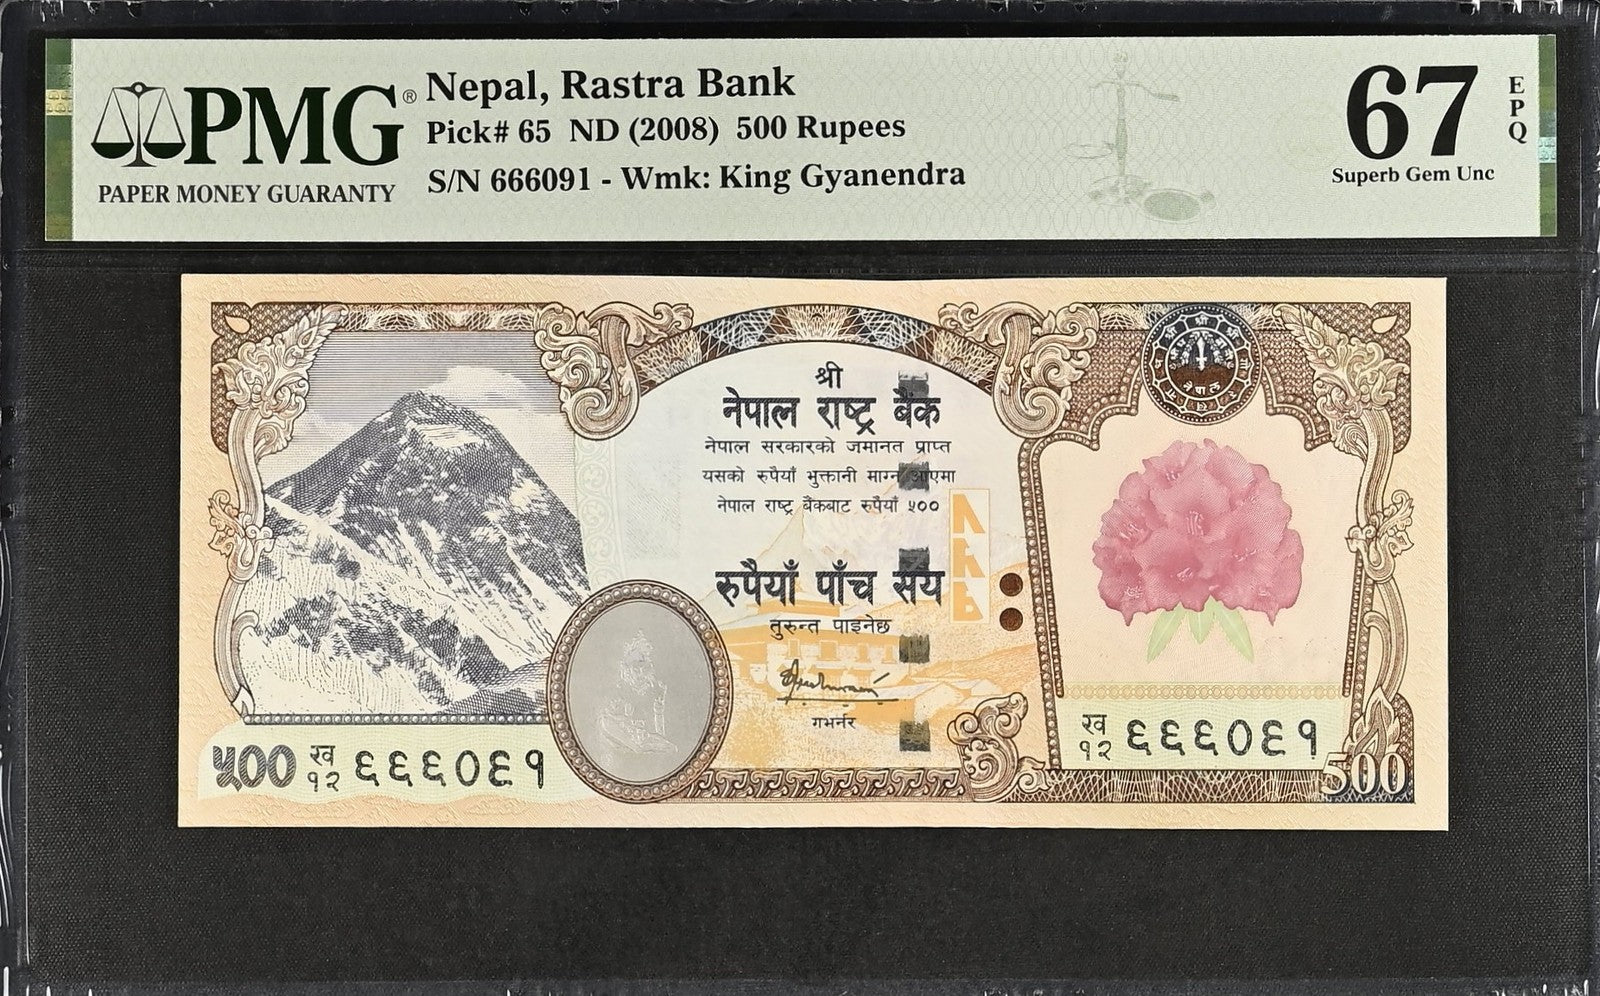 PMG®
PAPER MONEY GUARANTY
Nepal, Rastra Bank
Pick# 65 ND (2008) 500 Rupees
S/N 666091 - Wmk: King Gyanendra
67
EPQ
Superb Gem Unc
श्री
नेपाल राष्ट्र बैंक
नेपाल सरकारको जमानत प्राप्त
यसको रुपैयाँ भुक्तानी माग्न आएमा
नेपाल राष्ट्र बैंकबाट रुपैयाँ ५००
रुपैयाँ पाँच सय
तुरुन्त पाइनेछ
गभर्नर
५०० ख १२ ६६६०९१
ख १२ ६६६०९१
500